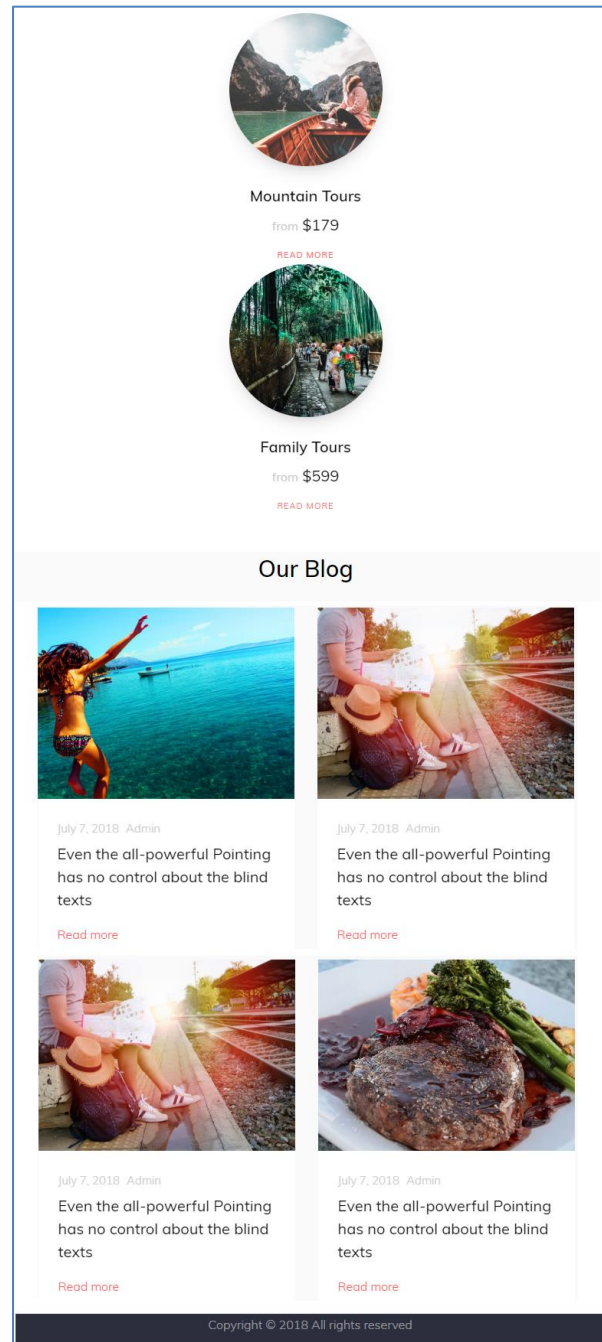 Mountain Tours
from $179
READ MORE
Family Tours
from $599
READ MORE
Our Blog
July 7, 2018 Admin
Even the all-powerful Pointing
has no control about the blind
texts
Read more
July 7, 2018 Admin
Even the all-powerful Pointing
has no control about the blind
texts
Read more
July 7, 2018 Admin
Even the all-powerful Pointing
has no control about the blind
texts
Read more
July 7, 2018 Admin
Even the all-powerful Pointing
has no control about the blind
texts
Read more
Copyright © 2018 All rights reserved